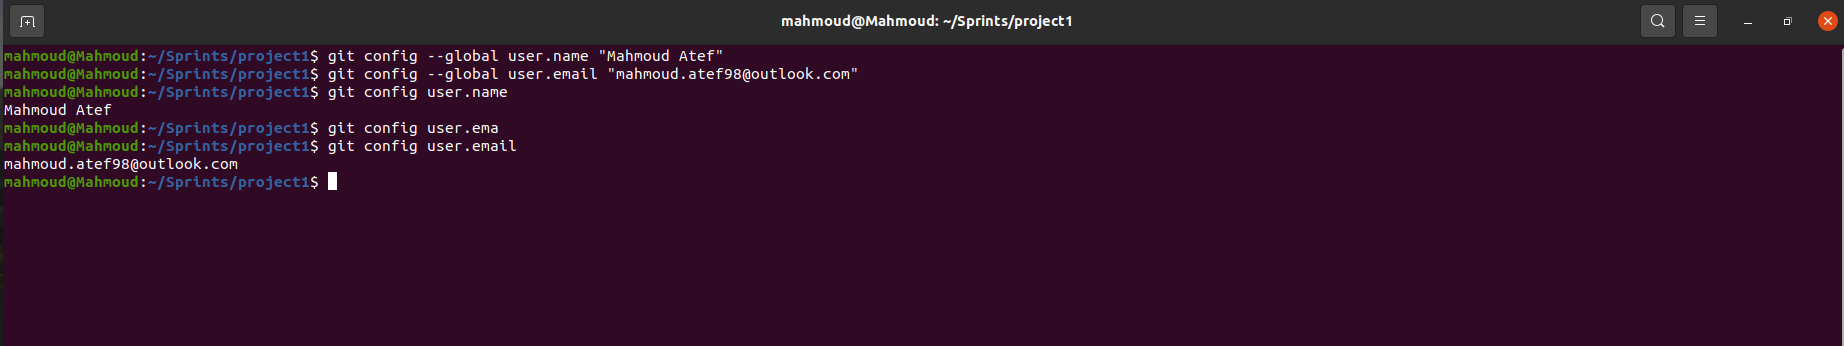 mahmoud@Mahmoud: ~/Sprints/project1
mahmoud@Mahmoud:~/Sprints/project1$ git config --global user.name "Mahmoud Atef"
mahmoud@Mahmoud:~/Sprints/project1$ git config --global user.email "mahmoud.atef98@outlook.com"
mahmoud@Mahmoud:~/Sprints/project1$ git config user.name
Mahmoud Atef
mahmoud@Mahmoud:~/Sprints/project1$ git config user.ema
mahmoud@Mahmoud:~/Sprints/project1$ git config user.email
mahmoud.atef98@outlook.com
mahmoud@Mahmoud:~/Sprints/project1$